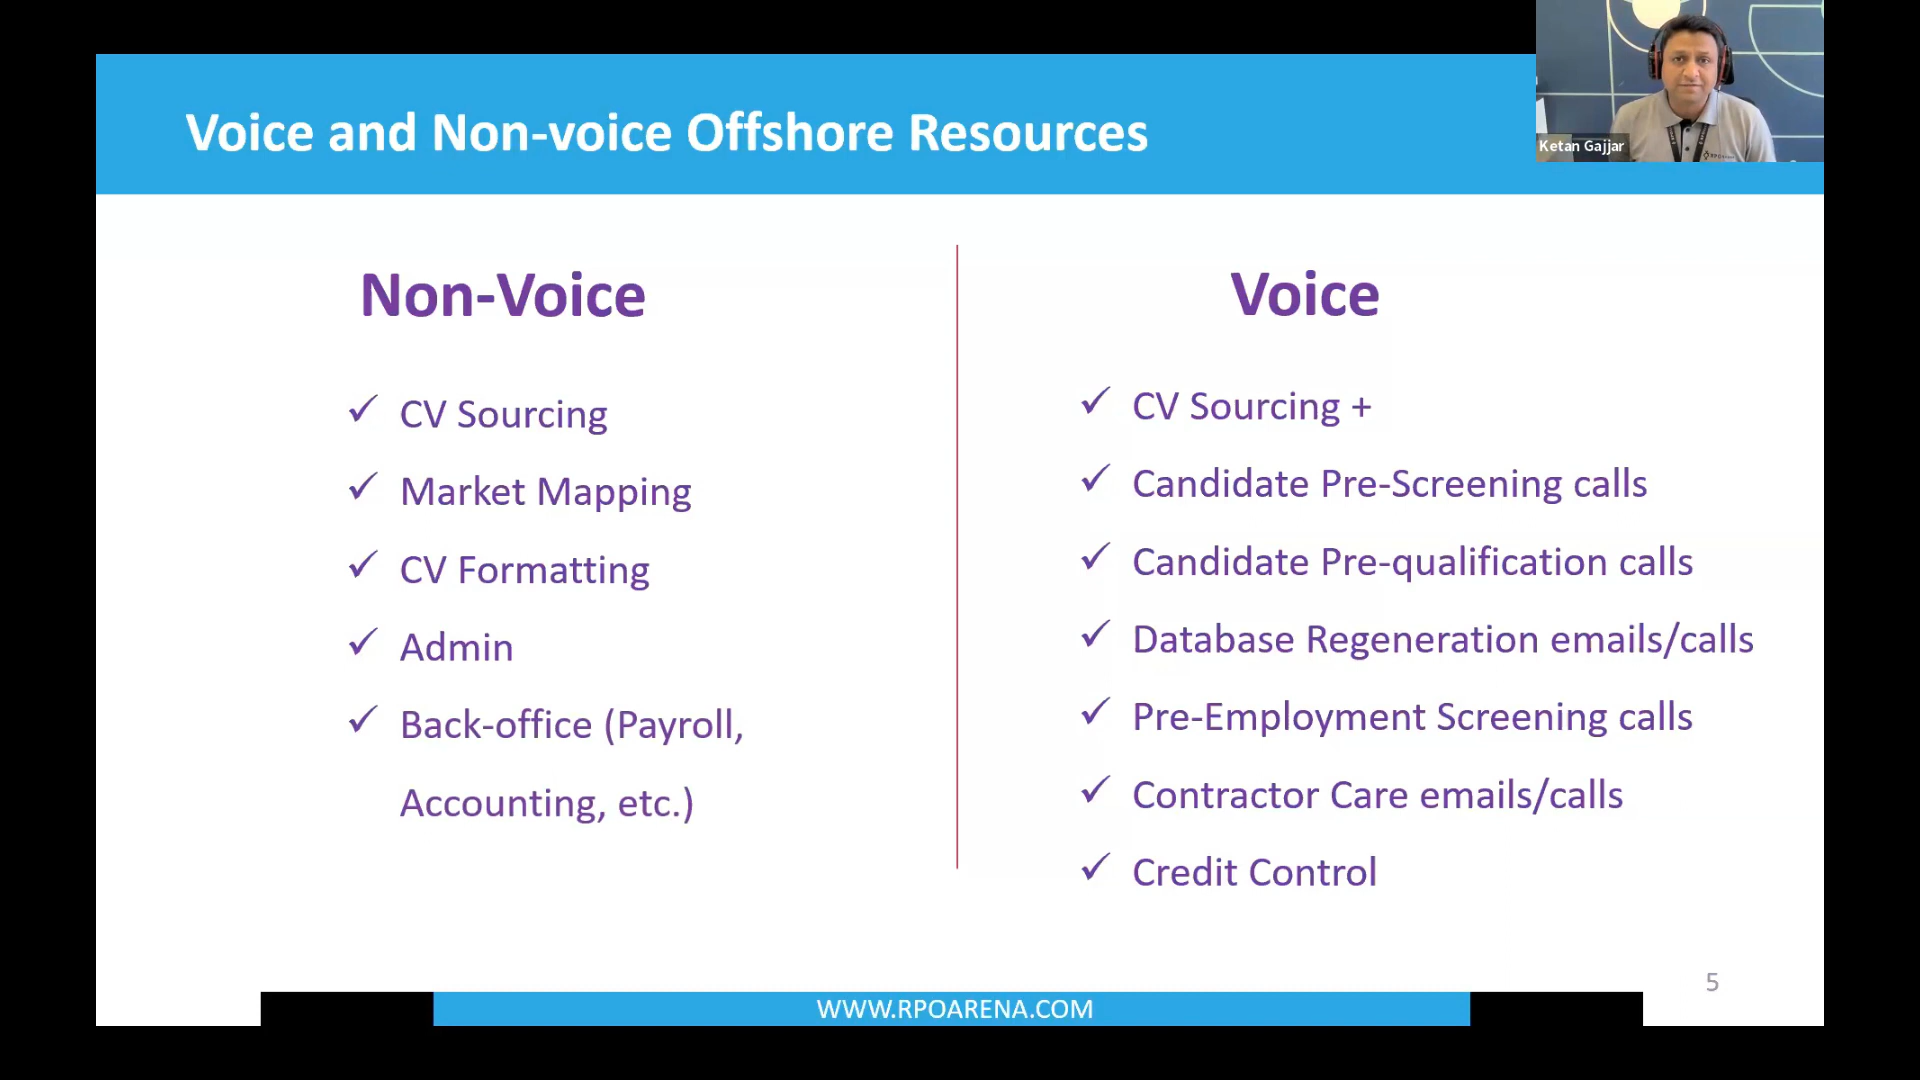 Voice and Non-voice Offshore Resources
Ketan Gajjar
Non-Voice
✓ CV Sourcing
✓ Market Mapping
✓ CV Formatting
✓ Admin
✓ Back-office (Payroll,
Accounting, etc.)
Voice
✓ CV Sourcing +
✓ Candidate Pre-Screening calls
✓ Candidate Pre-qualification calls
✓ Database Regeneration emails/calls
✓ Pre-Employment Screening calls
✓ Contractor Care emails/calls
✓ Credit Control
5
WWW.RPOARENA.COM